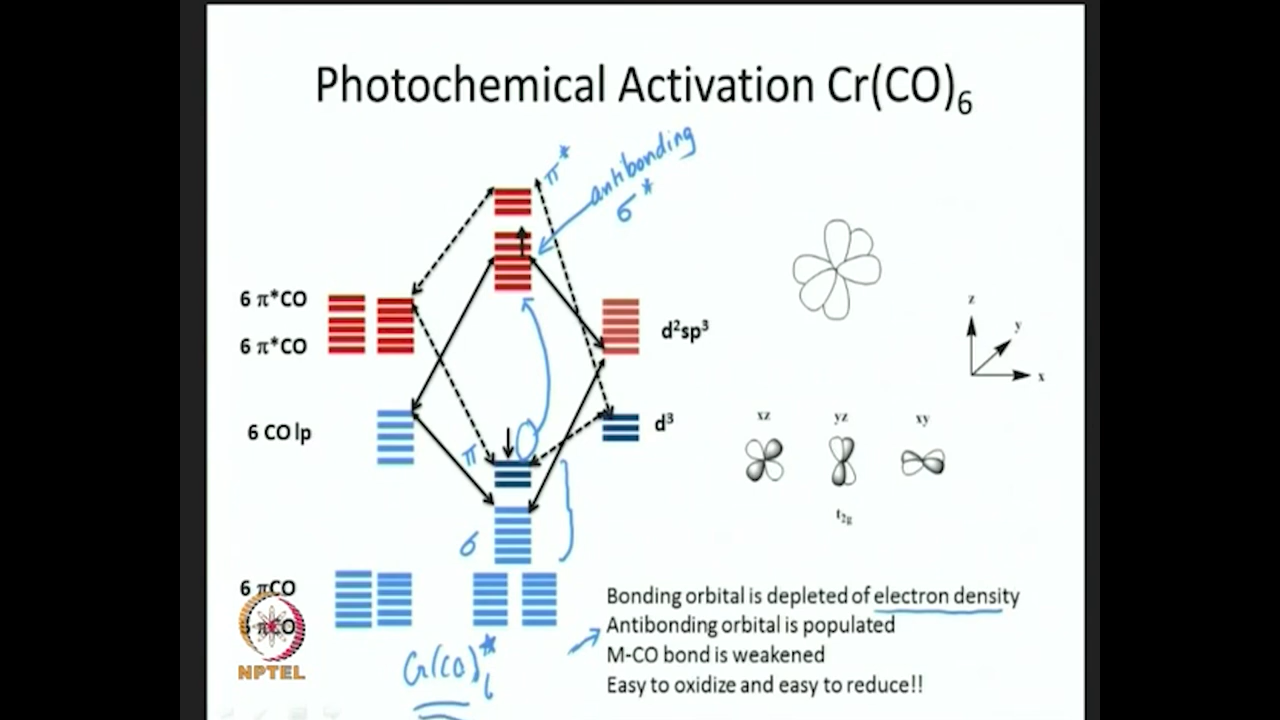 Photochemical Activation Cr(CO)6
π*
antibonding
σ*
6 π*CO
6 π*CO
d²sp³
z
y
x
6 CO lp
d³
xz
yz
xy
π
t2g
σ
6 πCO
6 πCO
NPTEL
Cr(CO)6*
Bonding orbital is depleted of electron density
Antibonding orbital is populated
M-CO bond is weakened
Easy to oxidize and easy to reduce!!